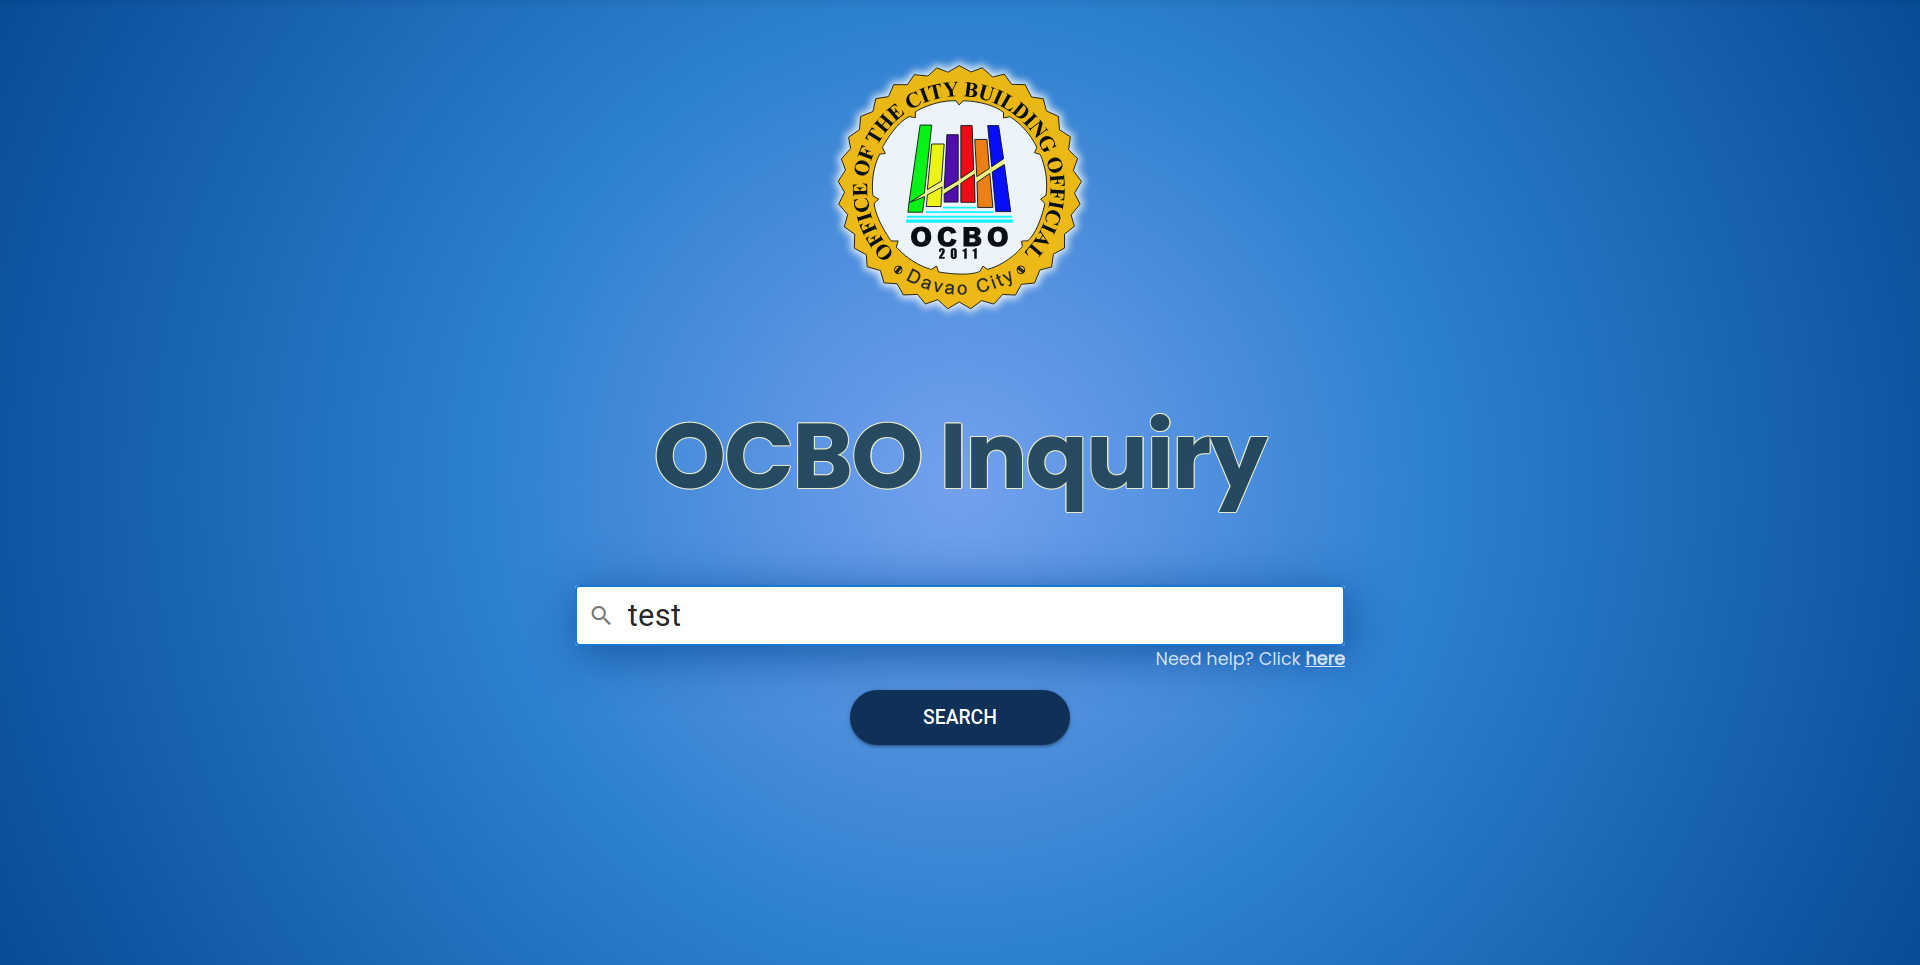 OFFICE OF THE CITY BUILDING OFFICIAL
OCBO
2011
Davao City
OCBO Inquiry
test
Need help? Click here
SEARCH